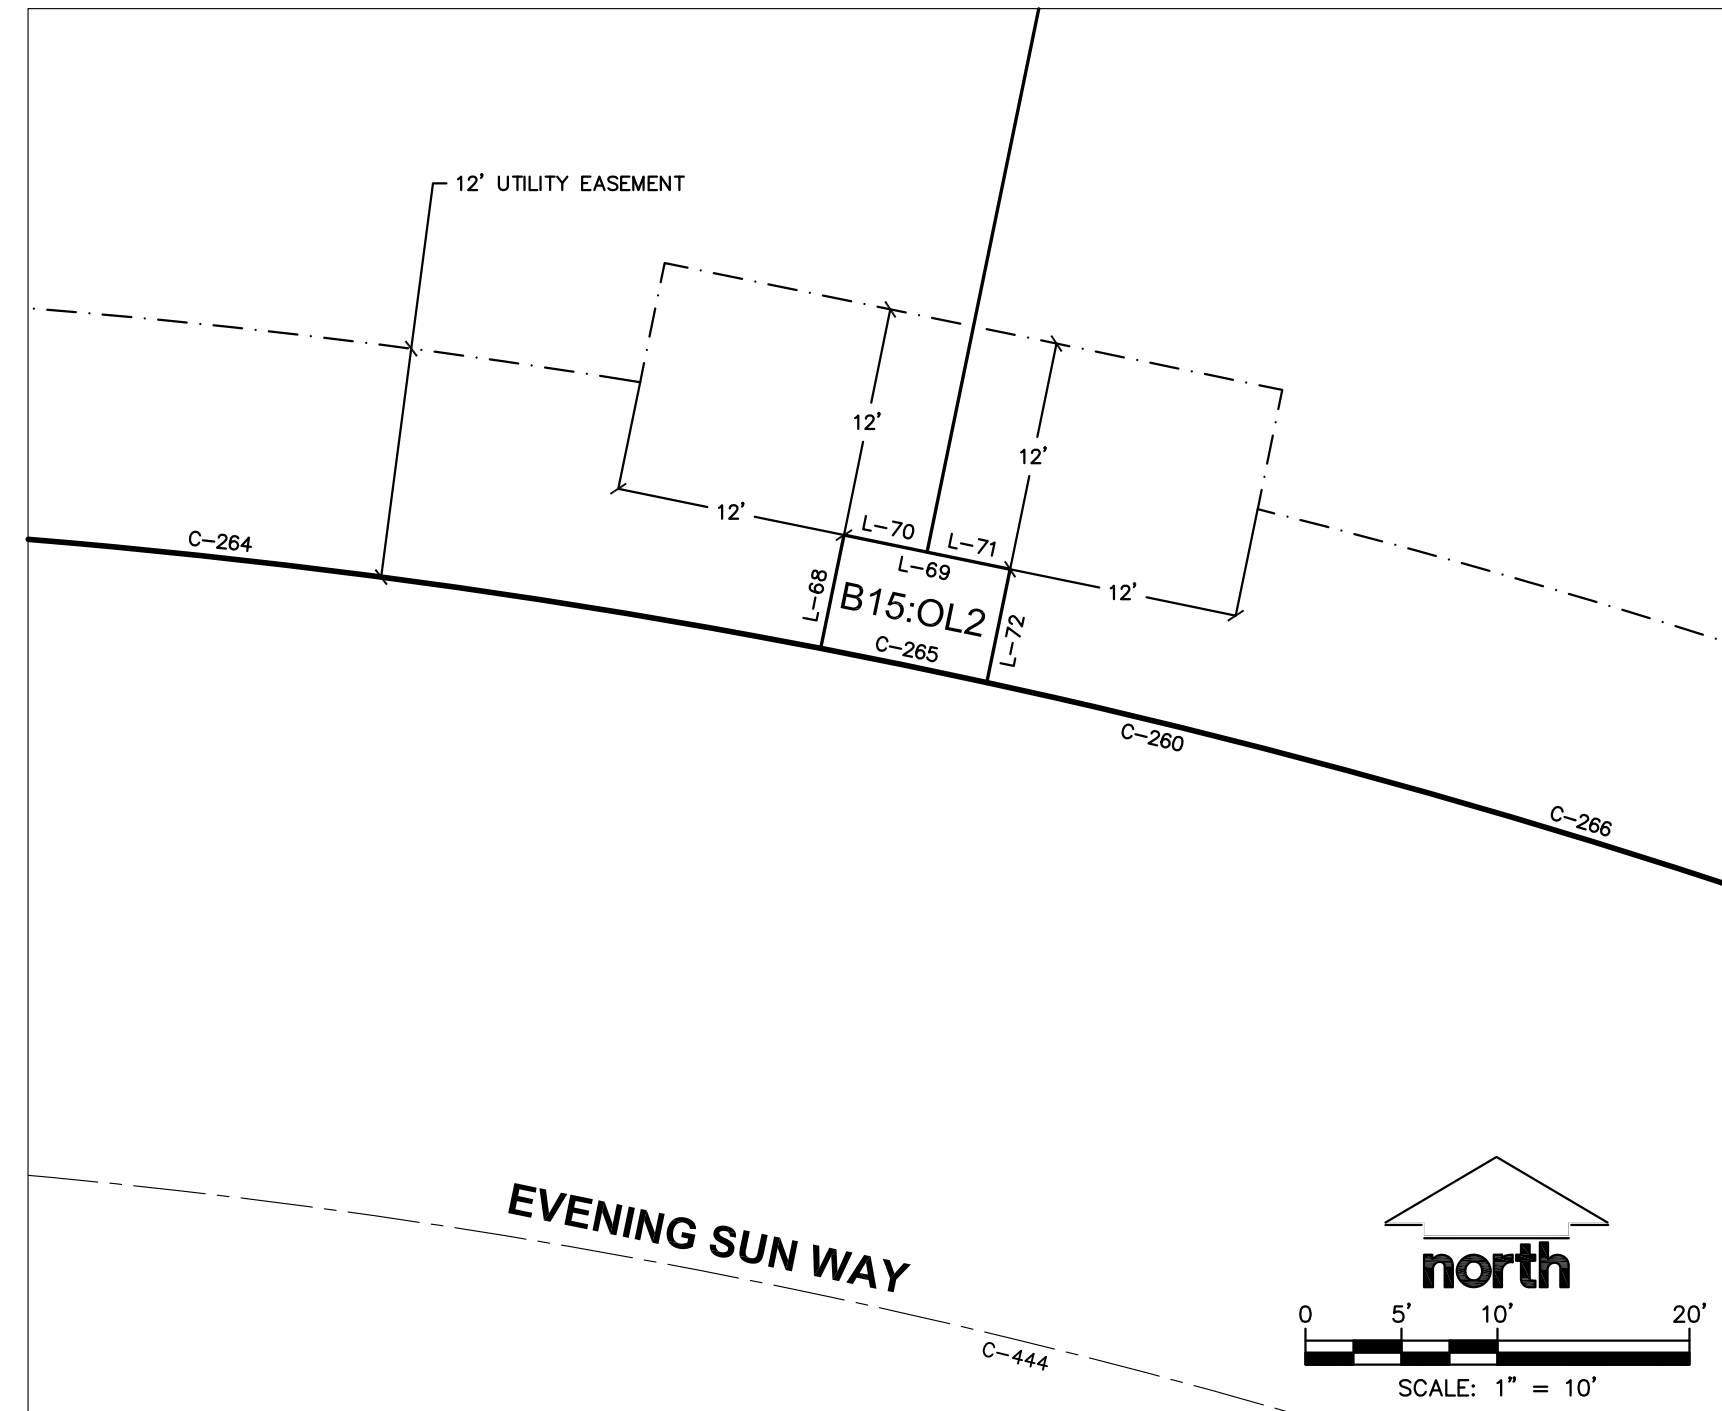 12' UTILITY EASEMENT
12'
12'
12'
L-70
L-71
C-264
L-69
L-68
B15:OL2
12'
L-72
C-265
C-260
C-266
EVENING SUN WAY
C-444
north
0 5' 10' 20'
SCALE: 1" = 10'